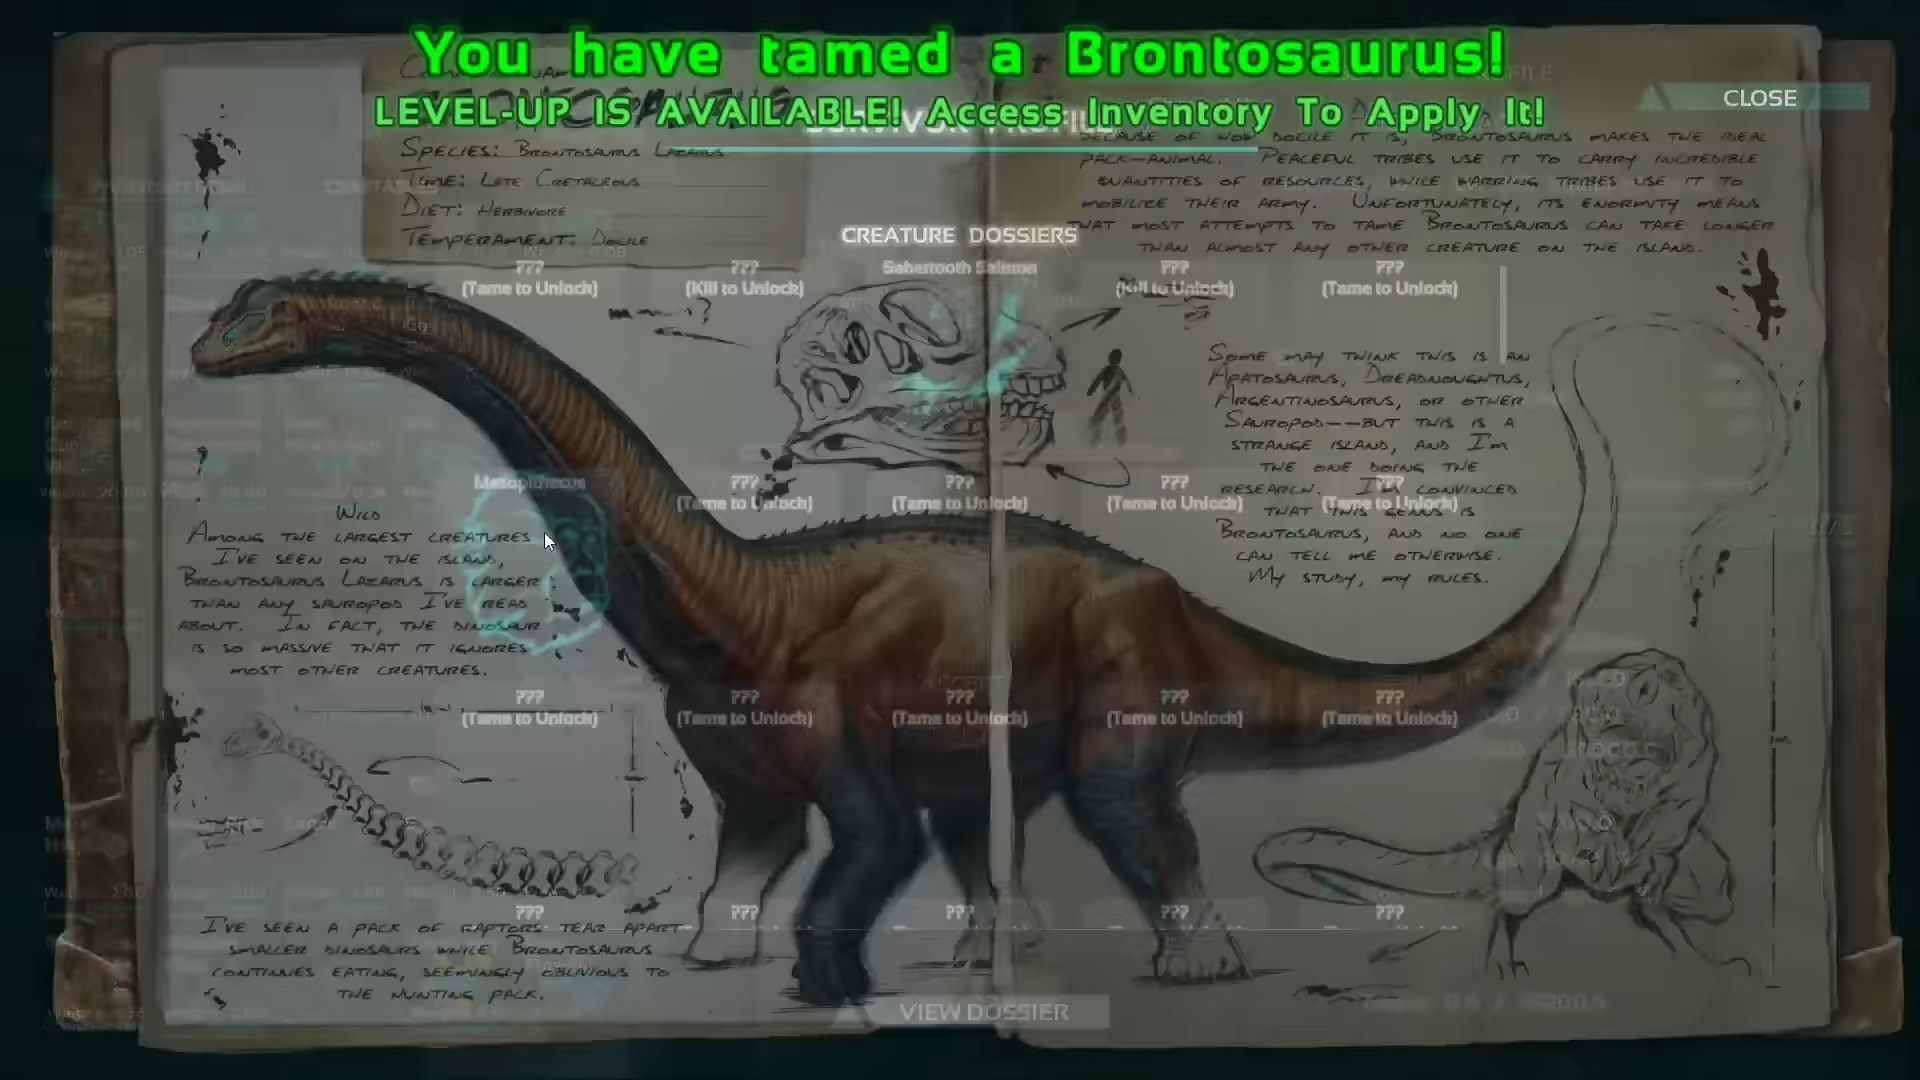 You have tamed a Brontosaurus!
LEVEL-UP IS AVAILABLE! Access Inventory To Apply It!
CLOSE
SPECIES: BRONTOSAURUS LAZARUS
TIME: LATE CRETACEOUS
DIET: HERBIVORE
TEMPERAMENT: DOCILE
BECAUSE OF HOW DOCILE IT IS, BRONTOSAURUS MAKES THE IDEAL
PACK-ANIMAL. PEACEFUL TRIBES USE IT TO CARRY INCREDIBLE
QUANTITIES OF RESOURCES, WHILE WARRING TRIBES USE IT TO
MOBILIZE THEIR ARMY. UNFORTUNATELY, ITS ENORMITY MEANS
THAT MOST ATTEMPTS TO TAME BRONTOSAURUS CAN TAKE LONGER
THAN ALMOST ANY OTHER CREATURE ON THE ISLAND.
CREATURE DOSSIERS
???
(Tame to Unlock)
???
(Kill to Unlock)
Sabertooth Salmon
???
(Kill to Unlock)
???
(Tame to Unlock)
SOME MAY THINK THIS IS AN
APATOSAURUS, DREADNOUGHTUS,
ARGENTINOSAURUS, OR OTHER
SAUROPOD--BUT THIS IS A
STRANGE ISLAND, AND I'M
THE ONE DOING THE
RESEARCH. I'M CONVINCED
THAT THIS GENUS IS
BRONTOSAURUS, AND NO ONE
CAN TELL ME OTHERWISE.
MY STUDY, MY RULES.
Mesopithecus
???
(Tame to Unlock)
???
(Tame to Unlock)
???
(Tame to Unlock)
???
(Tame to Unlock)
WILD
AMONG THE LARGEST CREATURES
I'VE SEEN ON THE ISLAND,
BRONTOSAURUS LAZARUS IS LARGER
THAN ANY SAUROPOD I'VE READ
ABOUT. IN FACT, THE DINOSAUR
IS SO MASSIVE THAT IT IGNORES
MOST OTHER CREATURES.
???
(Tame to Unlock)
???
(Tame to Unlock)
???
(Tame to Unlock)
???
(Tame to Unlock)
???
(Tame to Unlock)
???
???
???
???
???
I'VE SEEN A PACK OF RAPTORS TEAR APART
SMALLER DINOSAURS WHILE BRONTOSAURUS
CONTINUES EATING, SEEMINGLY OBLIVIOUS TO
THE HUNTING PACK.
VIEW DOSSIER